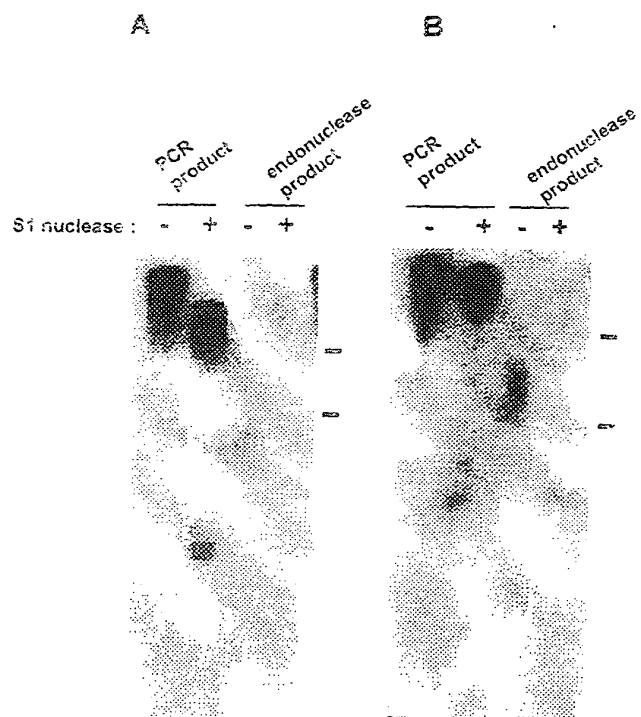 A B
PCR product endonuclease product PCR product endonuclease product
S1 nuclease : - + - + - + - +